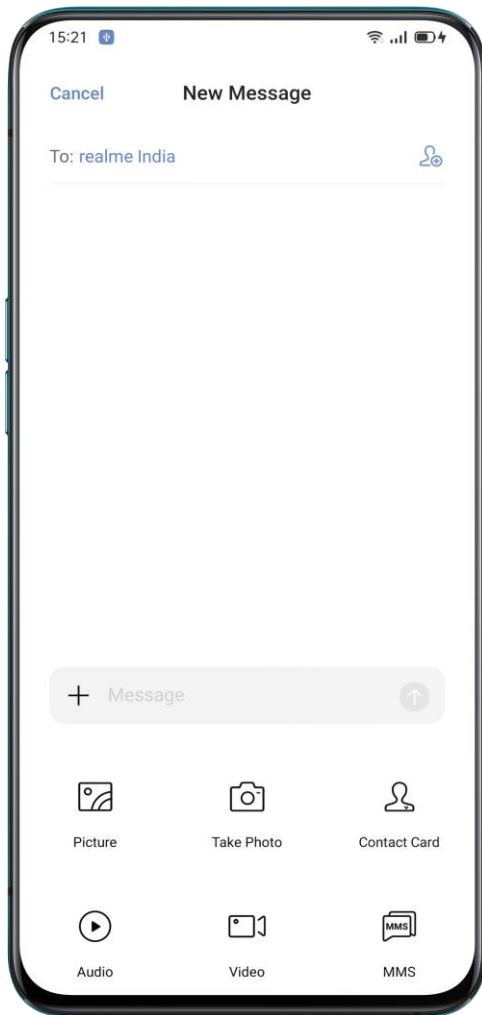 15:21
Cancel New Message
To: realme India
Message
Picture Take Photo Contact Card
MMS
Audio Video MMS